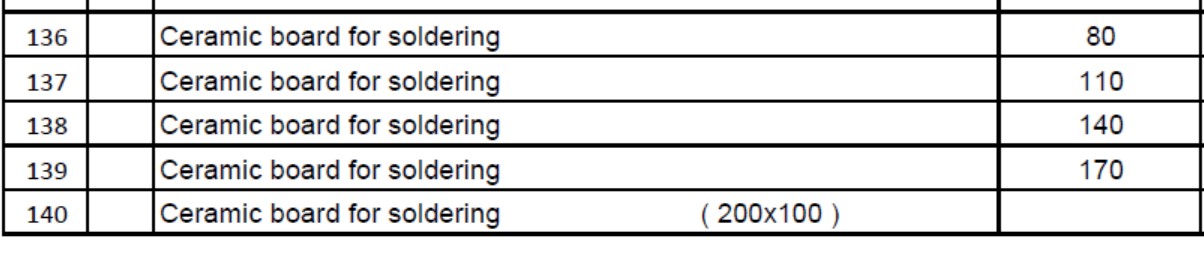 136 Ceramic board for soldering 80
137 Ceramic board for soldering 110
138 Ceramic board for soldering 140
139 Ceramic board for soldering 170
140 Ceramic board for soldering ( 200x100 )